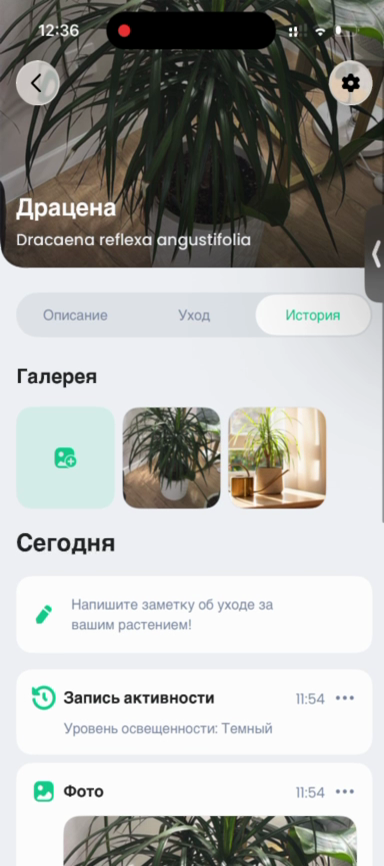 12:36
Драцена
Dracaena reflexa angustifolia
Описание
Уход
История
Галерея
Сегодня
Напишите заметку об уходе за
вашим растением!
Запись активности
11:54
Уровень освещенности: Темный
Фото
11:54